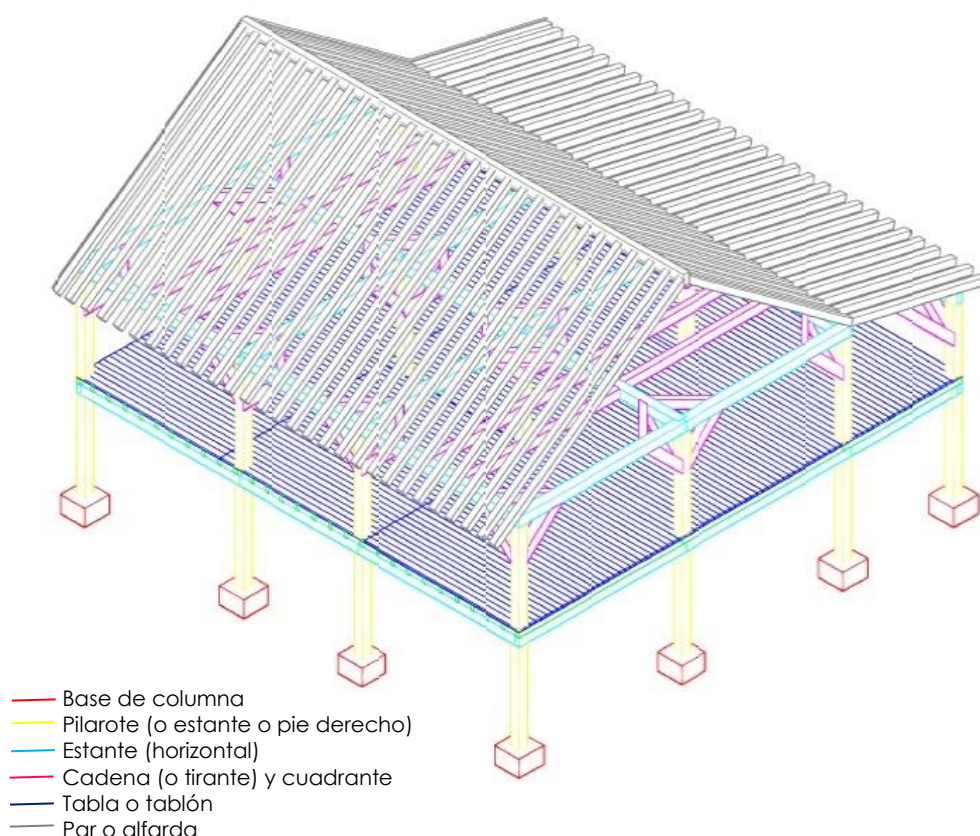 Base de columna
Pilarote (o estante o pie derecho)
Estante (horizontal)
Cadena (o tirante) y cuadrante
Tabla o tablón
Par o alfarda